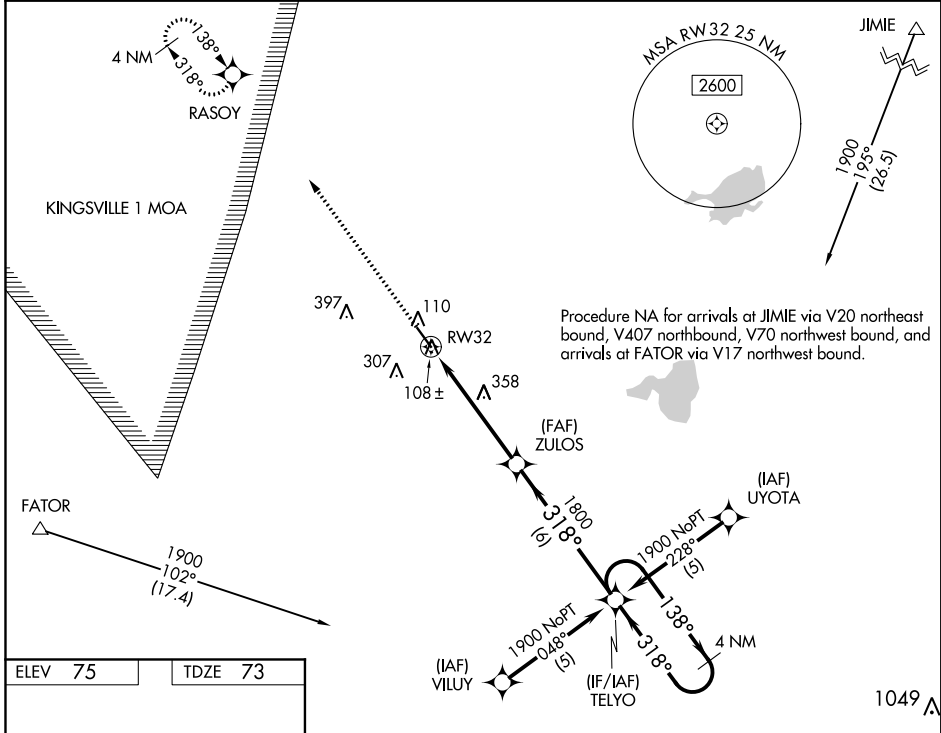 138°
4 NM
318°
RASOY
KINGSVILLE 1 MOA
MSA RW32 25 NM
2600
JIMIE
1900
195°
(26.5)
397
110
RW32
307
108 ±
358
Procedure NA for arrivals at JIMIE via V20 northeast
bound, V407 northbound, V70 northwest bound, and
arrivals at FATOR via V17 northwest bound.
(FAF)
ZULOS
1800
318°
(6)
(IAF)
UYOTA
1900 NoPT
228°
(5)
FATOR
1900
102°
(17.4)
138°
4 NM
318°
1900 NoPT
048°
(5)
(IAF)
VILUY
(IF/IAF)
TELYO
1049
ELEV 75
TDZE 73